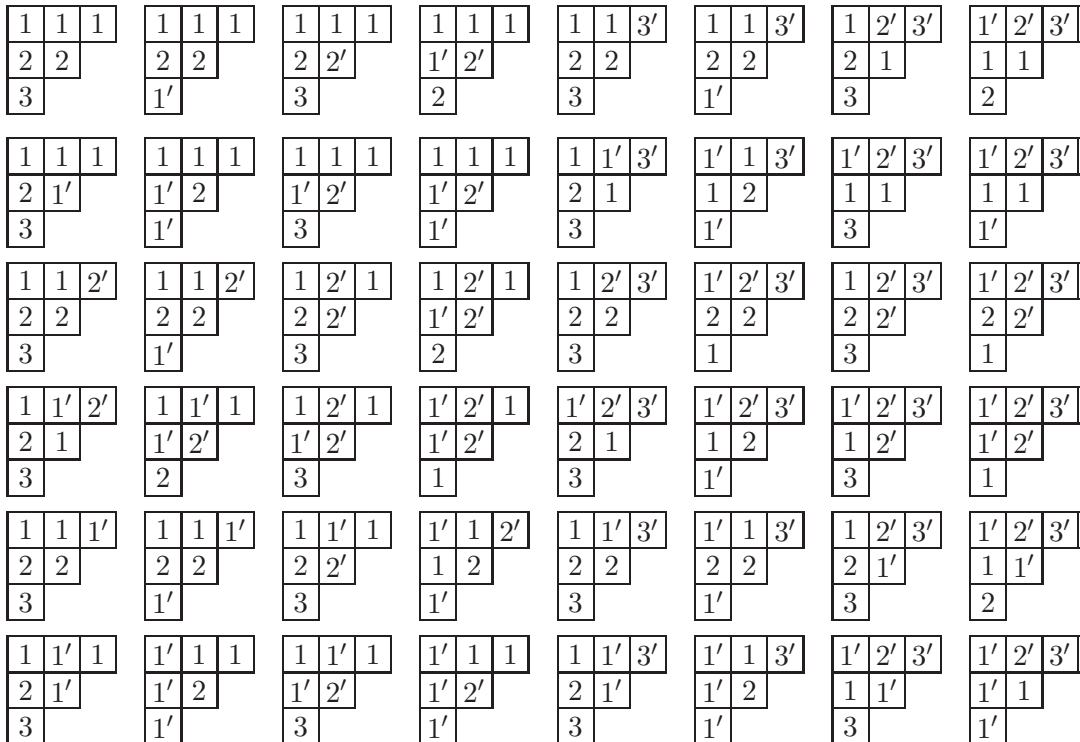 1 1 1 1 1 1 1 1 1 1 1 1 1 1 3′ 1 1 3′ 1 2′ 3′ 1′ 2′ 3′
2 2 2 2 2 2′ 1′ 2′ 2 2 2 2 2 1 1 1
3 1′ 3 2 3 1′ 3 2
1 1 1 1 1 1 1 1 1 1 1 1 1 1′ 3′ 1′ 1 3′ 1′ 2′ 3′ 1′ 2′ 3′
2 1′ 1′ 2 1′ 2′ 1′ 2′ 2 1 1 2 1 1 1 1
3 1′ 3 1′ 3 1′ 3 1′
1 1 2′ 1 1 2′ 1 2′ 1 1 2′ 1 1 2′ 3′ 1′ 2′ 3′ 1 2′ 3′ 1′ 2′ 3′
2 2 2 2 2 2′ 1′ 2′ 2 2 2 2 2 2′ 2 2′
3 1′ 3 2 3 1 3 1
1 1′ 2′ 1 1′ 1 1 2′ 1 1′ 2′ 1 1′ 2′ 3′ 1′ 2′ 3′ 1′ 2′ 3′ 1′ 2′ 3′
2 1 1′ 2′ 1′ 2′ 1′ 2′ 2 1 1 2 1 2′ 1′ 2′
3 2 3 1 3 1′ 3 1
1 1 1′ 1 1 1′ 1 1′ 1 1′ 1 2′ 1 1′ 3′ 1′ 1 3′ 1 2′ 3′ 1′ 2′ 3′
2 2 2 2 2 2′ 1 2 2 2 2 2 2 1′ 1 1′
3 1′ 3 1′ 3 1′ 3 2
1 1′ 1 1′ 1 1 1 1′ 1 1′ 1 1 1 1′ 3′ 1′ 1 3′ 1′ 2′ 3′ 1′ 2′ 3′
2 1′ 1′ 2 1′ 2′ 1′ 2′ 2 1′ 1′ 2 1 1′ 1′ 1
3 1′ 3 1′ 3 1′ 3 1′